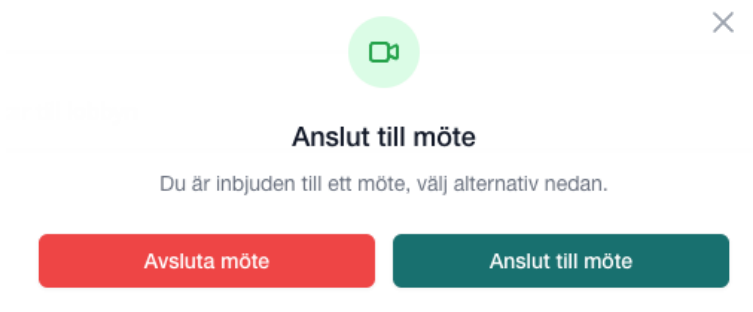 Anslut till möte
Du är inbjuden till ett möte, välj alternativ nedan.
Avsluta möte
Anslut till möte